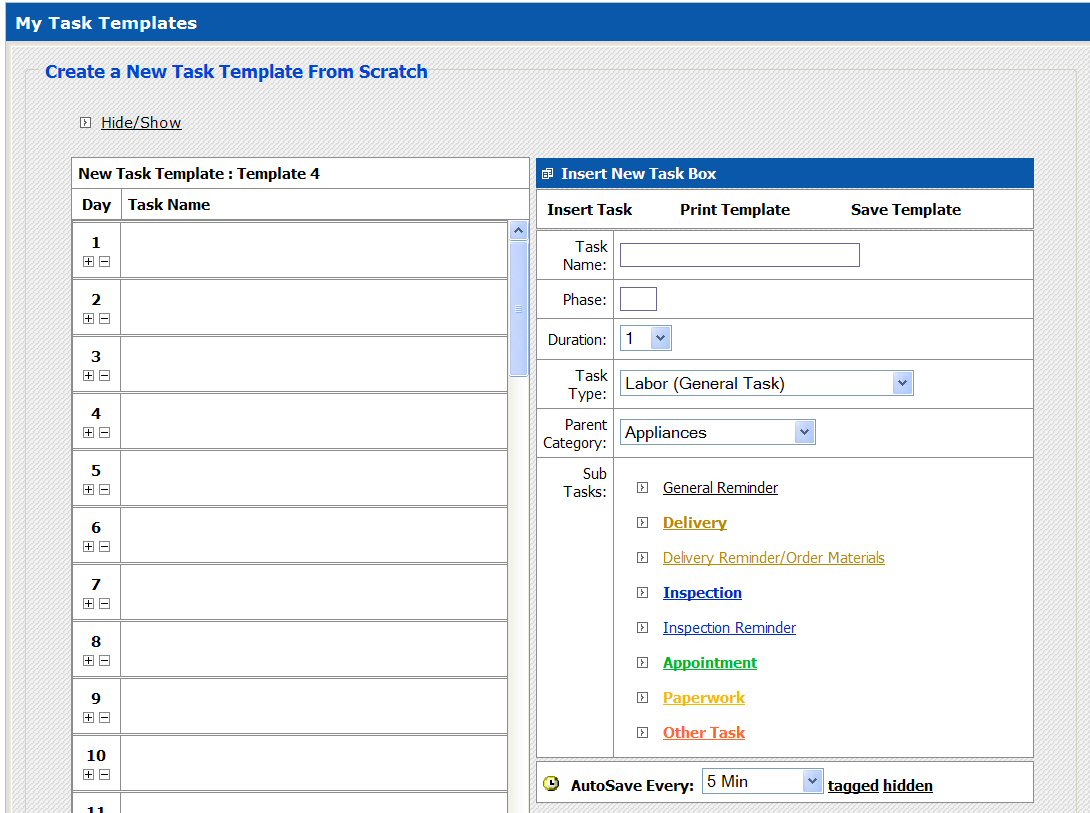 My Task Templates
Create a New Task Template From Scratch
Hide/Show
New Task Template : Template 4
Day Task Name
1
2
3
4
5
6
7
8
9
10
11
Insert New Task Box
Insert Task Print Template Save Template
Task
Name:
Phase:
Duration: 1
Task
Type: Labor (General Task)
Parent
Category: Appliances
Sub
Tasks:
General Reminder
Delivery
Delivery Reminder/Order Materials
Inspection
Inspection Reminder
Appointment
Paperwork
Other Task
AutoSave Every: 5 Min tagged hidden